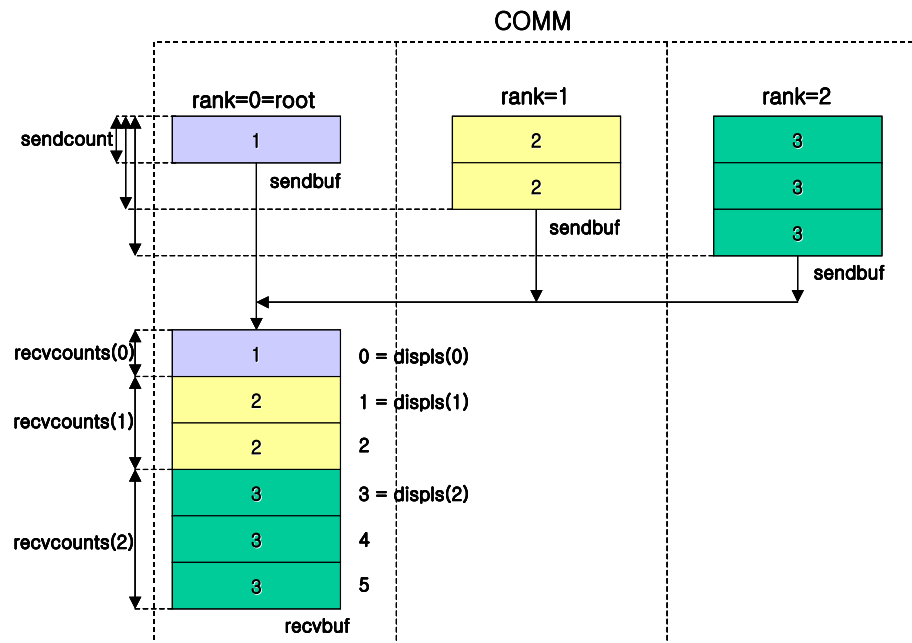 COMM
rank=0=root
rank=1
rank=2
sendcount
1
2
3
sendbuf
2
3
sendbuf
3
sendbuf
recvcounts(0)
1
0 = displs(0)
recvcounts(1)
2
1 = displs(1)
2
2
recvcounts(2)
3
3 = displs(2)
3
4
3
5
recvbuf